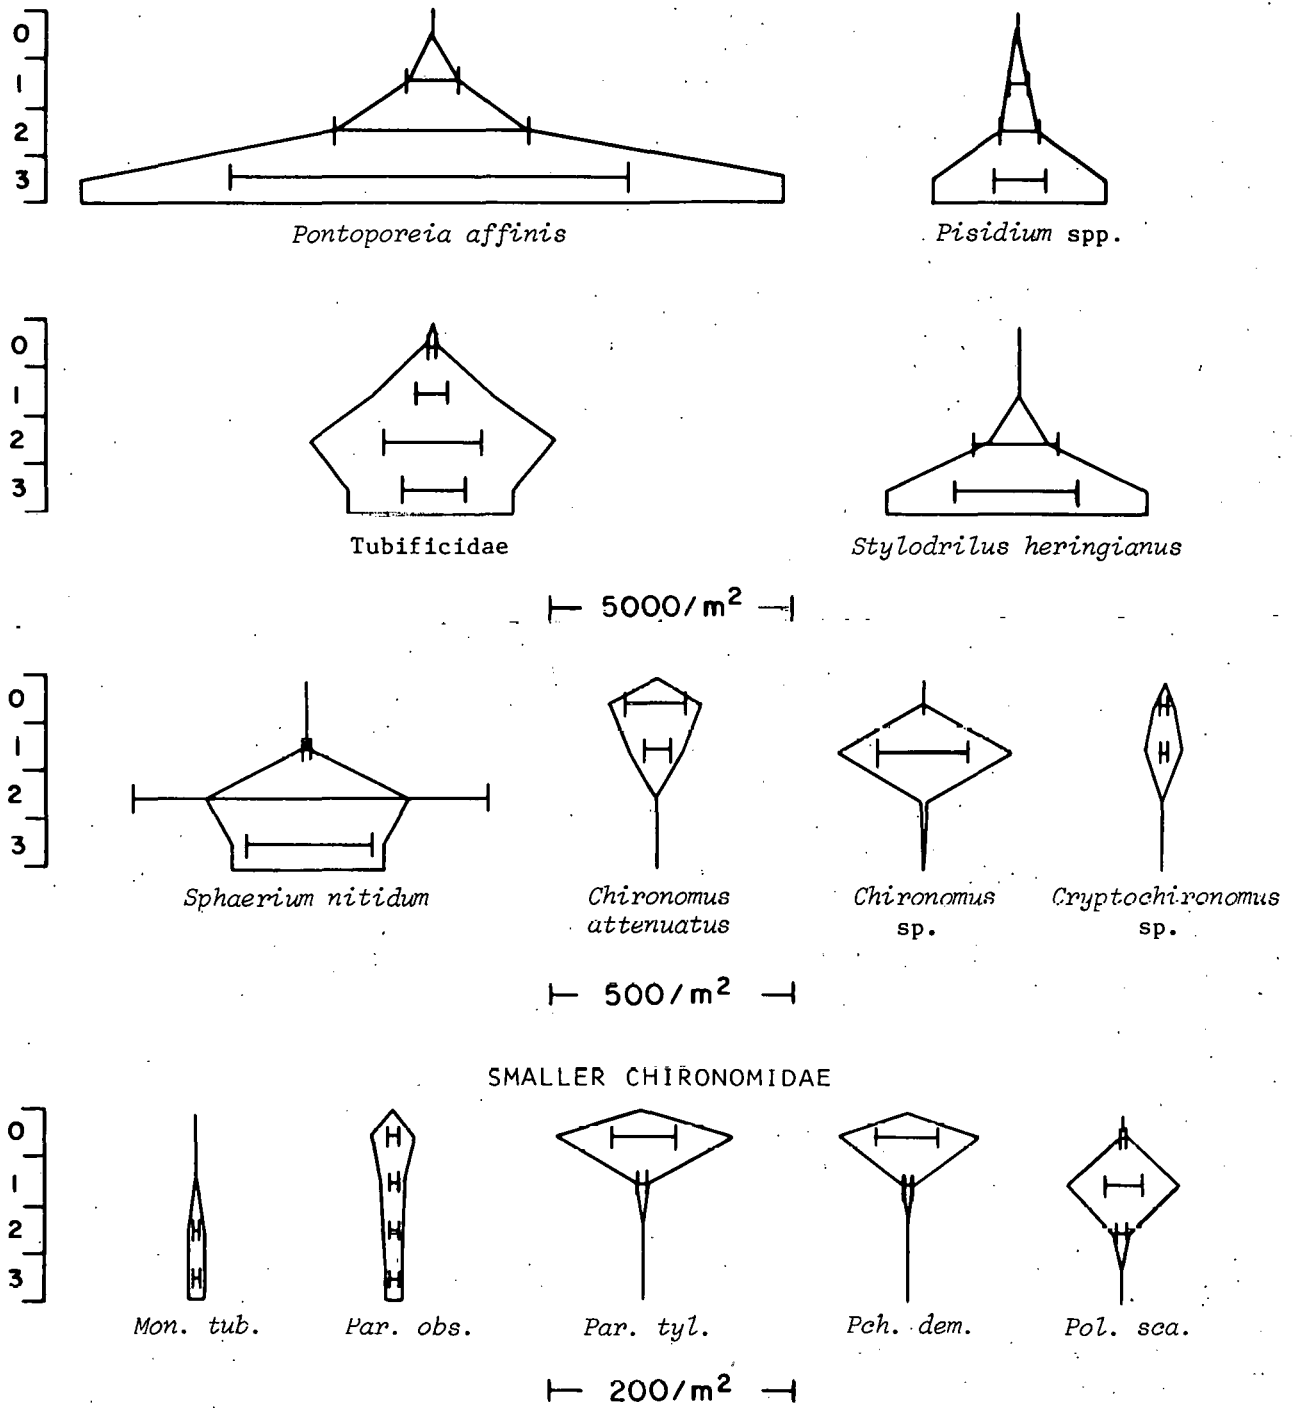 0
1
2
3
Pontoporeia affinis
Pisidium spp.
0
1
2
3
Tubificidae
Stylodrilus heringianus
5000/m²
0
1
2
3
Sphaerium nitidum
Chironomus
attenuatus
Chironomus
sp.
Cryptochironomus
sp.
500/m²
SMALLER CHIRONOMIDAE
0
1
2
3
Mon. tub.
Par. obs.
Par. tyl.
Pch. dem.
Pol. sca.
200/m²